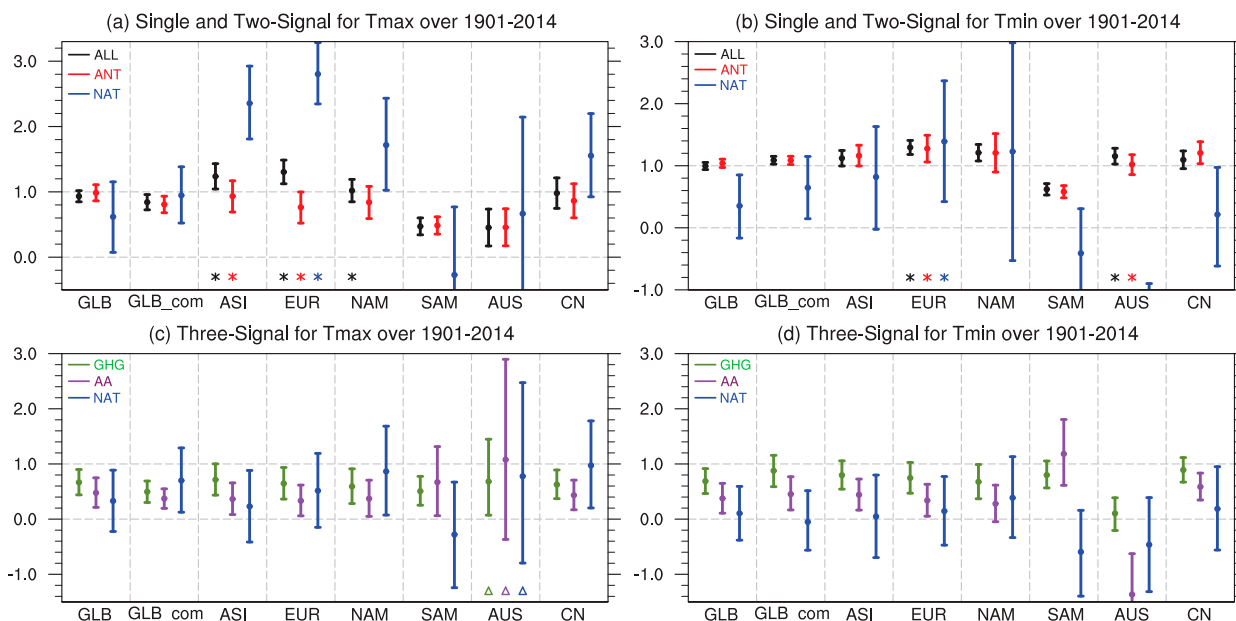 (a) Single and Two-Signal for Tmax over 1901-2014
ALL
ANT
NAT
3.0
2.0
1.0
0.0
GLB GLB_com ASI EUR NAM SAM AUS CN
(b) Single and Two-Signal for Tmin over 1901-2014
ALL
ANT
NAT
3.0
2.0
1.0
0.0
-1.0
GLB GLB_com ASI EUR NAM SAM AUS CN
(c) Three-Signal for Tmax over 1901-2014
GHG
AA
NAT
3.0
2.0
1.0
0.0
-1.0
GLB GLB com ASI EUR NAM SAM AUS CN
(d) Three-Signal for Tmin over 1901-2014
GHG
AA
NAT
3.0
2.0
1.0
0.0
-1.0
GLB GLB_com ASI EUR NAM SAM AUS CN